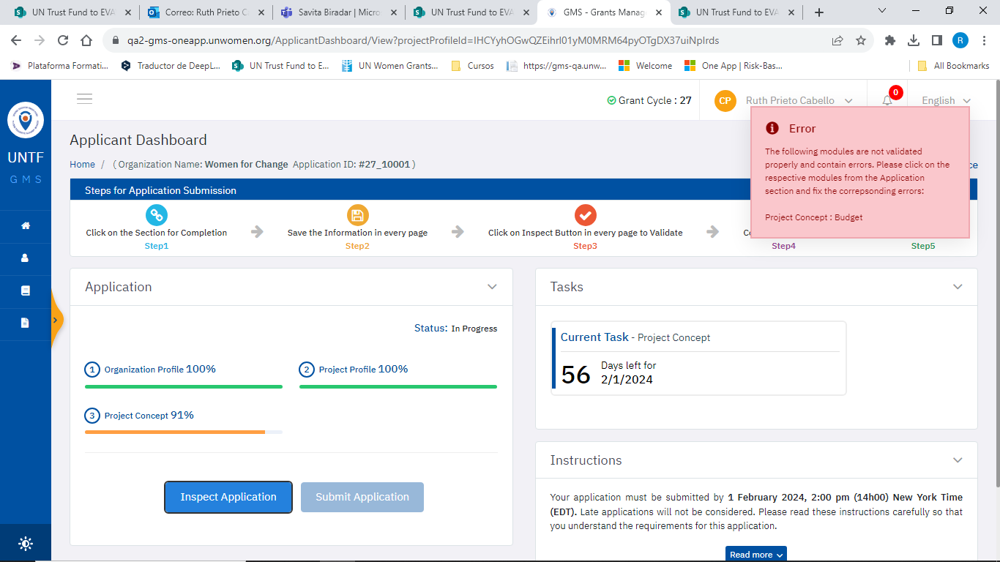 UN Trust Fund to EVA
Correo: Ruth Prieto C
Savita Biradar | Micro
UN Trust Fund to EVA
GMS - Grants Manag
UN Trust Fund to EVA
qa2-gms-oneapp.unwomen.org/ApplicantDashboard/View?projectProfileId=IHCYyhOGwQZEihrI01yM0MRM64pyOTgDX37uiNpIrds
R
Plataforma Formati...
Traductor de DeepL...
UN Trust Fund to E...
UN Women Grants...
Cursos
https://gms-qa.unw...
Welcome
One App | Risk-Bas...
All Bookmarks
UNTF
GMS
Grant Cycle : 27
CP
Ruth Prieto Cabello
0
English
Applicant Dashboard
Home / ( Organization Name: Women for Change Application ID: #27_10001 )
Error
The following modules are not validated
properly and contain errors. Please click on the
respective modules from the Application
section and fix the correpsonding errors:
Project Concept : Budget
Steps for Application Submission
Click on the Section for Completion
Step1
Save the Information in every page
Step2
Click on Inspect Button in every page to Validate
Step3
Step4
Step5
Application
Status: In Progress
1 Organization Profile 100%
2 Project Profile 100%
3 Project Concept 91%
Inspect Application
Submit Application
Tasks
Current Task - Project Concept
56
Days left for
2/1/2024
Instructions
Your application must be submitted by 1 February 2024, 2:00 pm (14h00) New York Time
(EDT). Late applications will not be considered. Please read these instructions carefully so that
you understand the requirements for this application.
Read more